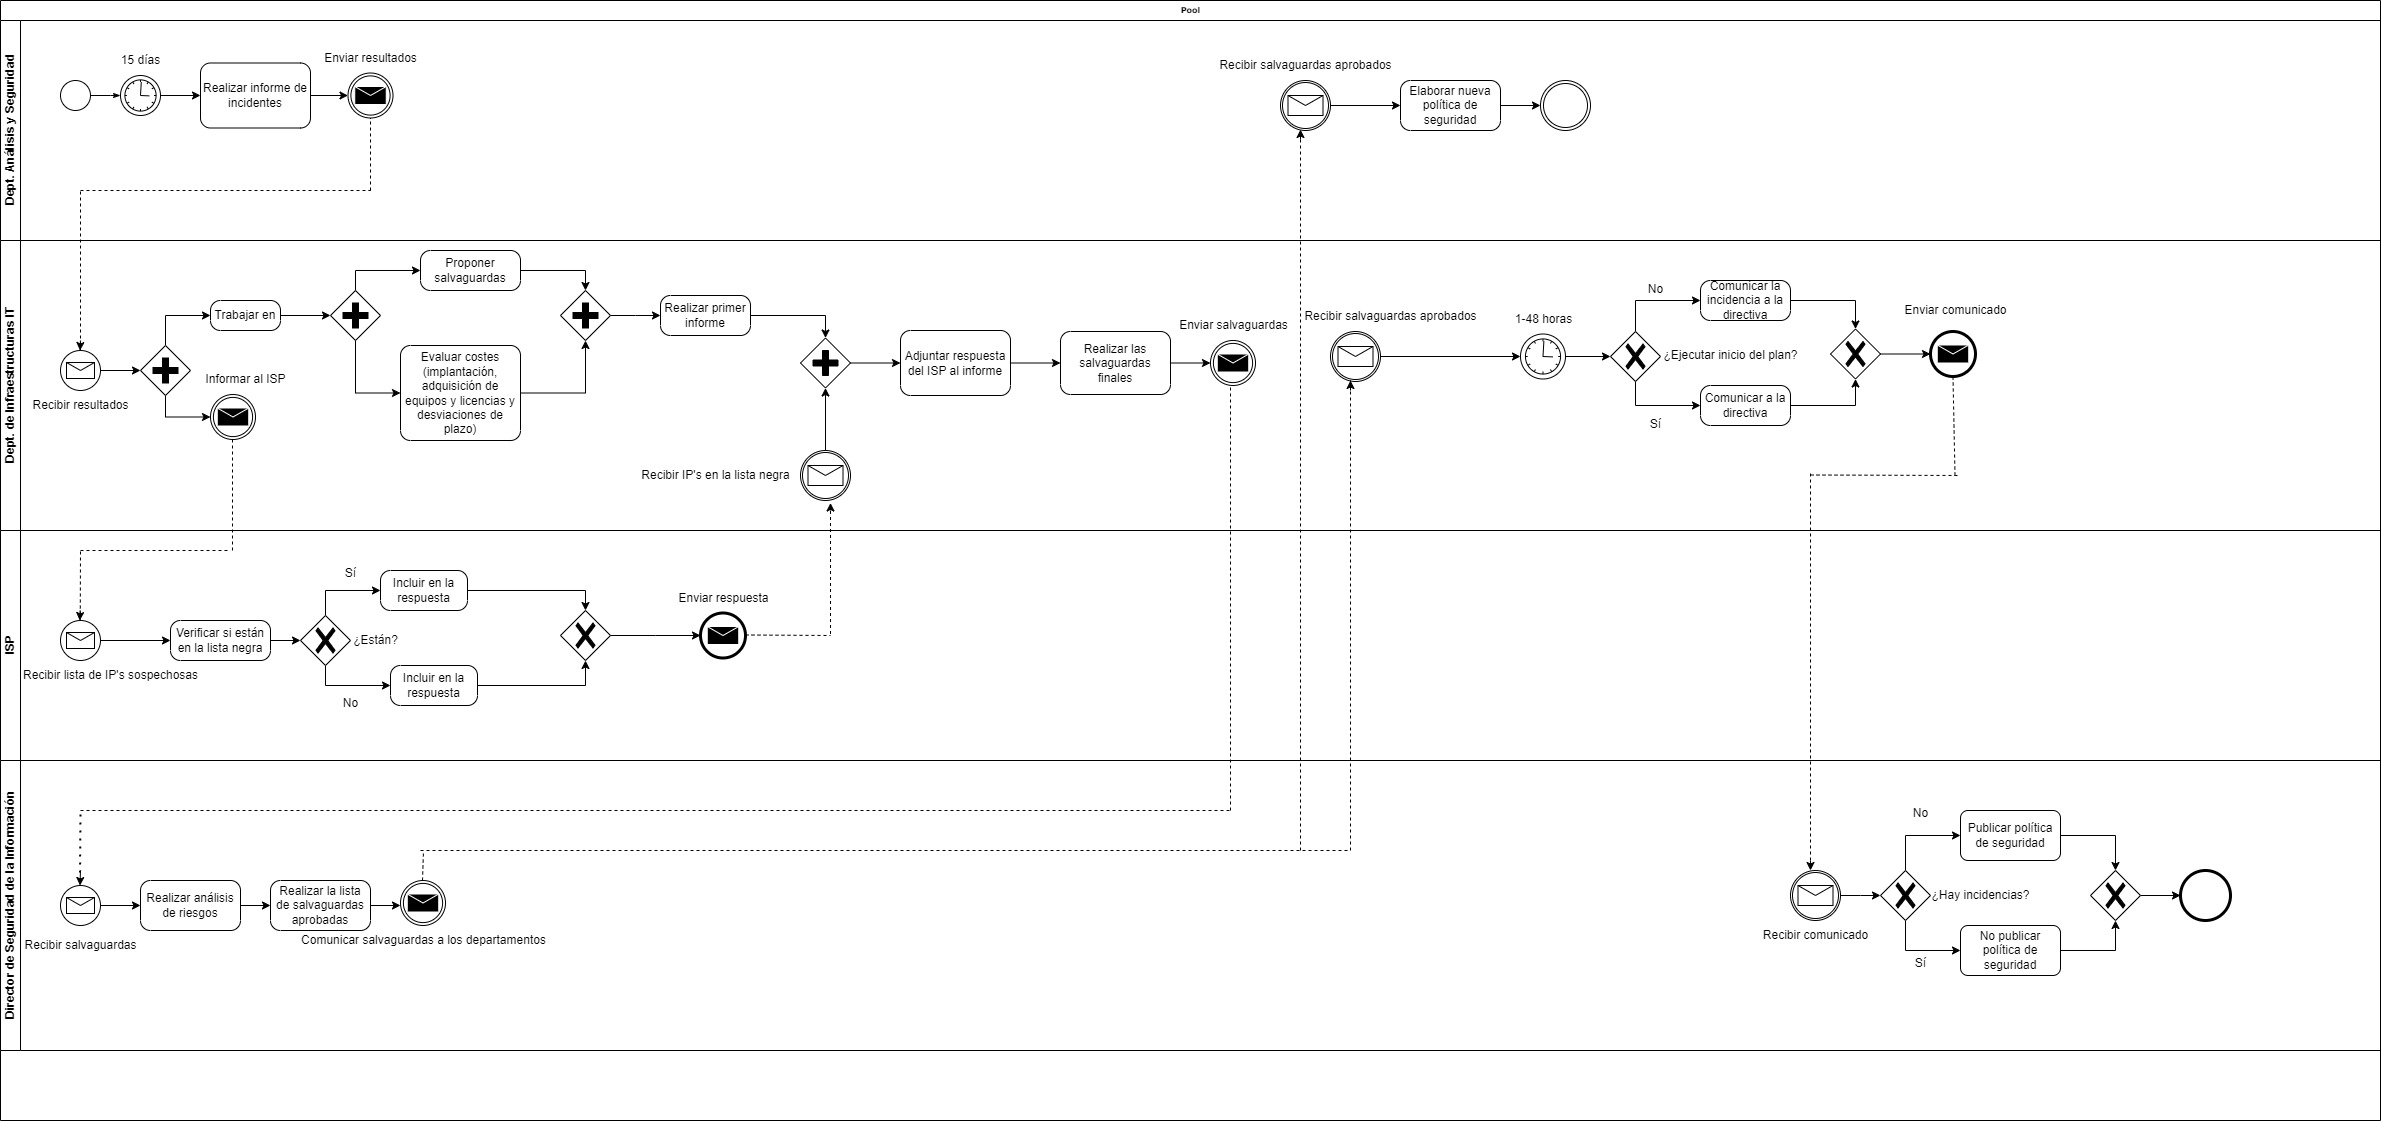 Pool
Dept. Análisis y Seguridad
15 días
Realizar informe de
incidentes
Enviar resultados
Recibir salvaguardas aprobados
Elaborar nueva
política de
seguridad
Dept. de Infraestructuras IT
Recibir resultados
Trabajar en
Informar al ISP
Proponer
salvaguardas
Evaluar costes
(implantación,
adquisición de
equipos y licencias y
desviaciones de
plazo)
Realizar primer
informe
Recibir IP's en la lista negra
Adjuntar respuesta
del ISP al informe
Realizar las
salvaguardas
finales
Enviar salvaguardas
Recibir salvaguardas aprobados
1-48 horas
¿Ejecutar inicio del plan?
No
Comunicar la
incidencia a la
directiva
Sí
Comunicar a la
directiva
Enviar comunicado
ISP
Recibir lista de IP's sospechosas
Verificar si están
en la lista negra
¿Están?
Sí
Incluir en la
respuesta
No
Incluir en la
respuesta
Enviar respuesta
Director de Seguridad de la Información
Recibir salvaguardas
Realizar análisis
de riesgos
Realizar la lista
de salvaguardas
aprobadas
Comunicar salvaguardas a los departamentos
Recibir comunicado
¿Hay incidencias?
No
Publicar política
de seguridad
Sí
No publicar
política de
seguridad